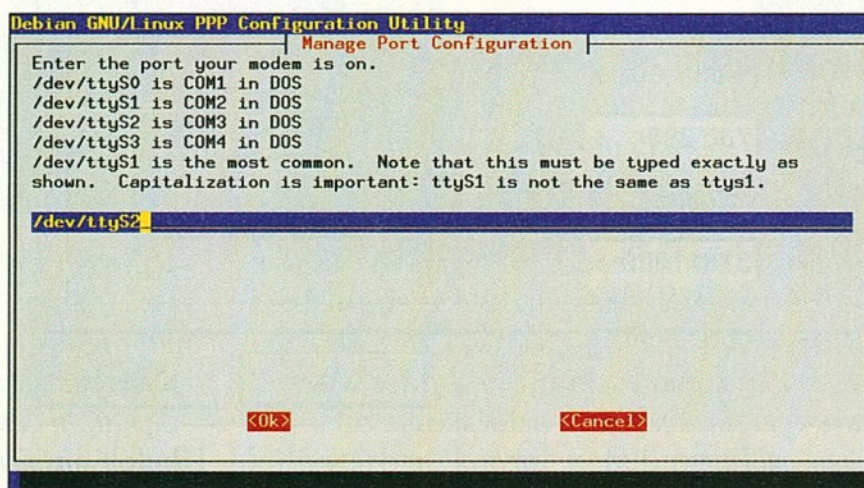 Debian GNU/Linux PPP Configuration Utility
Manage Port Configuration
Enter the port your modem is on.
/dev/ttyS0 is COM1 in DOS
/dev/ttyS1 is COM2 in DOS
/dev/ttyS2 is COM3 in DOS
/dev/ttyS3 is COM4 in DOS
/dev/ttyS1 is the most common. Note that this must be typed exactly as
shown. Capitalization is important: ttyS1 is not the same as ttys1.
/dev/ttyS2_
<Ok>
<Cancel>